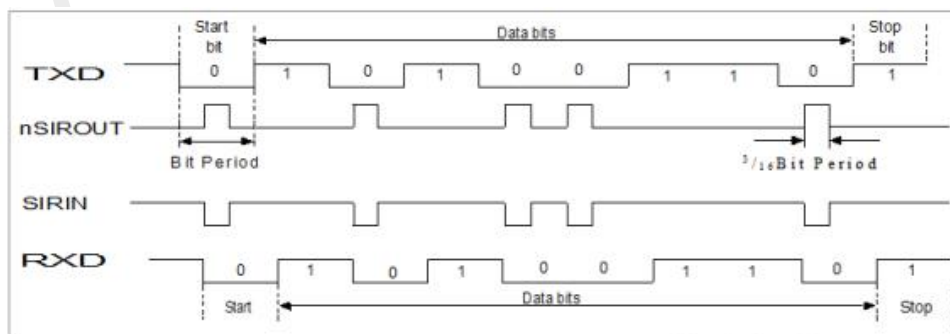 Start bit Data bits Stop bit
TXD 0 1 0 1 0 0 1 1 0 1
nSIROUT
Bit Period 3/16Bit Period
SIRIN
RXD 0 1 0 1 0 0 1 1 0 1
Start Data bits Stop